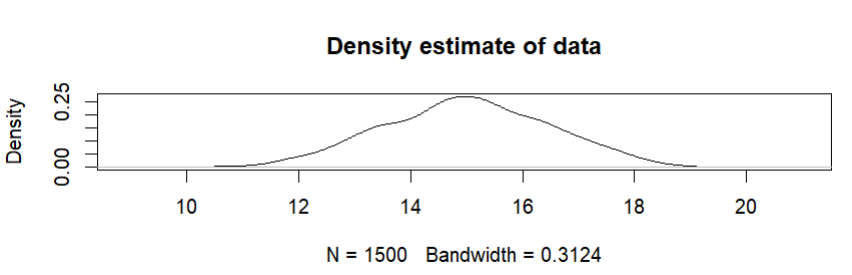 Density estimate of data
Density
0.25
0.00
10 12 14 16 18 20
N = 1500 Bandwidth = 0.3124